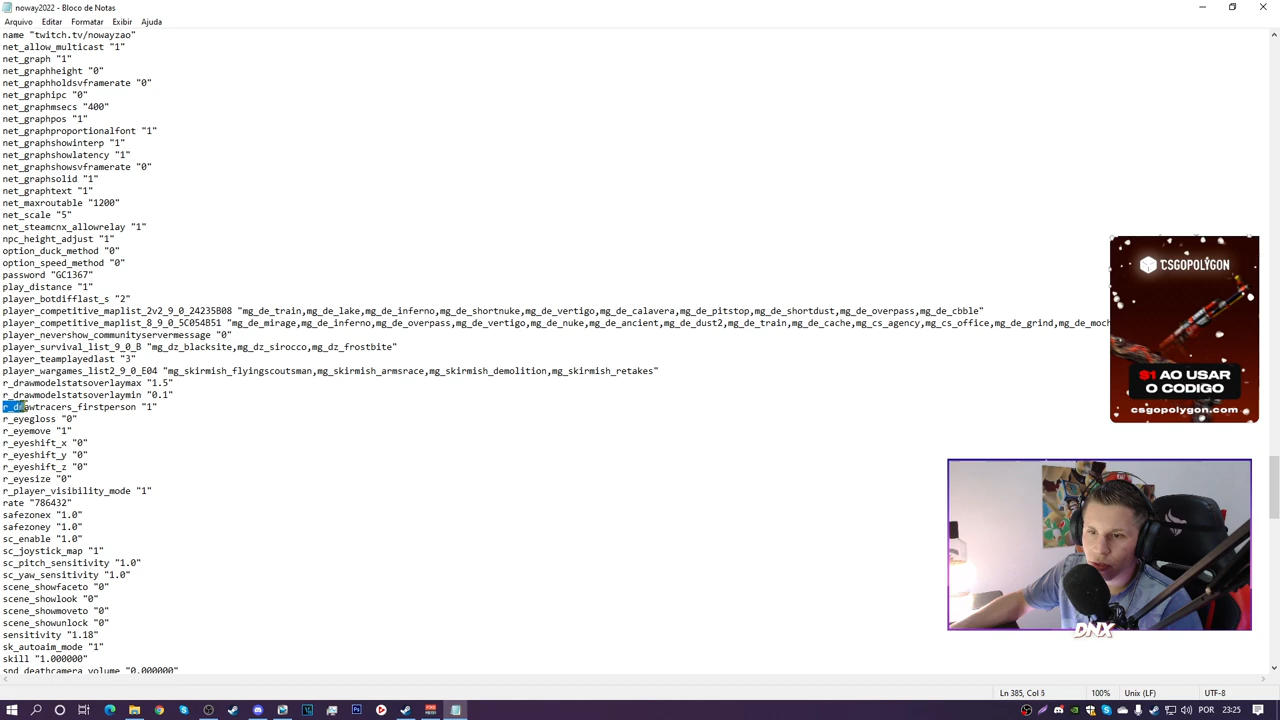 noway2022 - Bloco de Notas
Arquivo Editar Formatar Exibir Ajuda
name "twitch.tv/nowayzao"
net_allow_multicast "1"
net_graph "1"
net_graphheight "0"
net_graphholdsvframerate "0"
net_graphipc "0"
net_graphmsecs "400"
net_graphpos "1"
net_graphproportionalfont "1"
net_graphshowinterp "1"
net_graphshowlatency "1"
net_graphshowsvframerate "0"
net_graphsolid "1"
net_graphtext "1"
net_maxroutable "1200"
net_scale "5"
net_steamcnx_allowrelay "1"
npc_height_adjust "1"
option_duck_method "0"
option_speed_method "0"
password "GC1367"
play_distance "1"
player_botdifflast_s "2"
player_competitive_maplist_2v2_9_0_24235B08 "mg_de_train,mg_de_lake,mg_de_inferno,mg_de_shortnuke,mg_de_vertigo,mg_de_calavera,mg_de_pitstop,mg_de_shortdust,mg_de_overpass,mg_de_cbble"
player_competitive_maplist_8_9_0_5C054B51 "mg_de_mirage,mg_de_inferno,mg_de_overpass,mg_de_vertigo,mg_de_nuke,mg_de_ancient,mg_de_dust2,mg_de_train,mg_de_cache,mg_cs_agency,mg_cs_office,mg_de_grind,mg_de_moch
player_nevershow_communityservermessage "0"
player_survival_list_9_0_B "mg_dz_blacksite,mg_dz_sirocco,mg_dz_frostbite"
player_teamplayedlast "3"
player_wargames_list2_9_0_E04 "mg_skirmish_flyingscoutsman,mg_skirmish_armsrace,mg_skirmish_demolition,mg_skirmish_retakes"
r_drawmodelstatsoverlaymax "1.5"
r_drawmodelstatsoverlaymin "0.1"
r_drawtracers_firstperson "1"
r_eyegloss "0"
r_eyemove "1"
r_eyeshift_x "0"
r_eyeshift_y "0"
r_eyeshift_z "0"
r_eyesize "0"
r_player_visibility_mode "1"
rate "786432"
safezonex "1.0"
safezoney "1.0"
sc_enable "1.0"
sc_joystick_map "1"
sc_pitch_sensitivity "1.0"
sc_yaw_sensitivity "1.0"
scene_showfaceto "0"
scene_showlook "0"
scene_showmoveto "0"
scene_showunlock "0"
sensitivity "1.18"
sk_autoaim_mode "1"
skill "1.000000"
snd_deathcamera_volume "0.000000"
CSGOPOLYGON
$1 AO USAR
O CODIGO
csgopolygon.com
DNX
Ln 385, Col 6 100% Unix (LF) UTF-8
POR 23:25